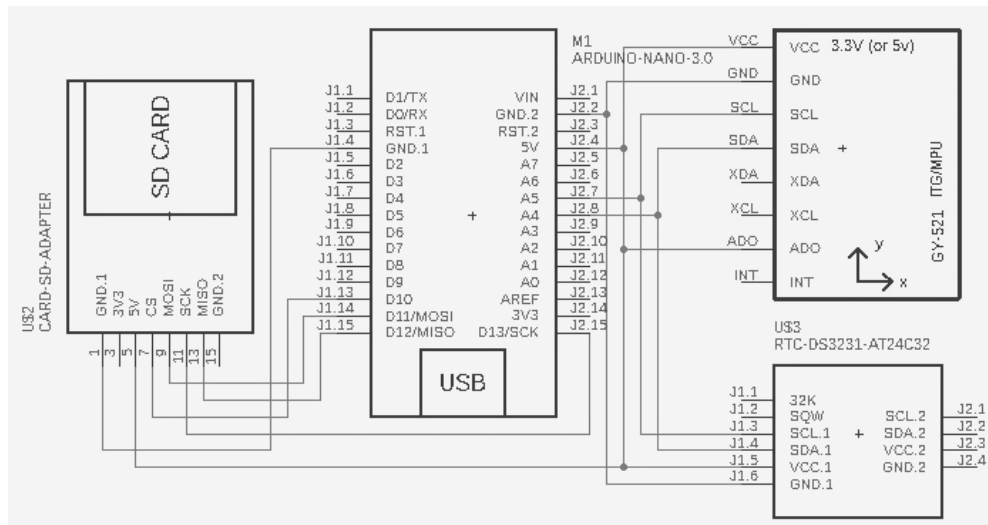 SD CARD
U$2
CARD-SD-ADAPTER
GND.1
3V3
5V
CS
MOSI
SCK
MISO
GND.2
1
3
5
7
9
11
13
15
M1
ARDUINO-NANO-3.0
J1.1 D1/TX VIN J2.1
J1.2 D0/RX GND.2 J2.2
J1.3 RST.1 RST.2 J2.3
J1.4 GND.1 5V J2.4
J1.5 D2 A7 J2.5
J1.6 D3 A6 J2.6
J1.7 D4 A5 J2.7
J1.8 D5 A4 J2.8
J1.9 D6 A3 J2.9
J1.10 D7 A2 J2.10
J1.11 D8 A1 J2.11
J1.12 D9 A0 J2.12
J1.13 D10 AREF J2.13
J1.14 D11/MOSI 3V3 J2.14
J1.15 D12/MISO D13/SCK J2.15
USB
VCC VCC 3.3V (or 5v)
GND GND
SCL SCL
SDA SDA
XDA XDA
XCL XCL
ADO ADO
INT INT
y
x
GY-521 ITG/MPU
U$3
RTC-DS3231-AT24C32
J1.1 32K
J1.2 SQW SCL.2 J2.1
J1.3 SCL.1 SDA.2 J2.2
J1.4 SDA.1 VCC.2 J2.3
J1.5 VCC.1 GND.2 J2.4
J1.6 GND.1